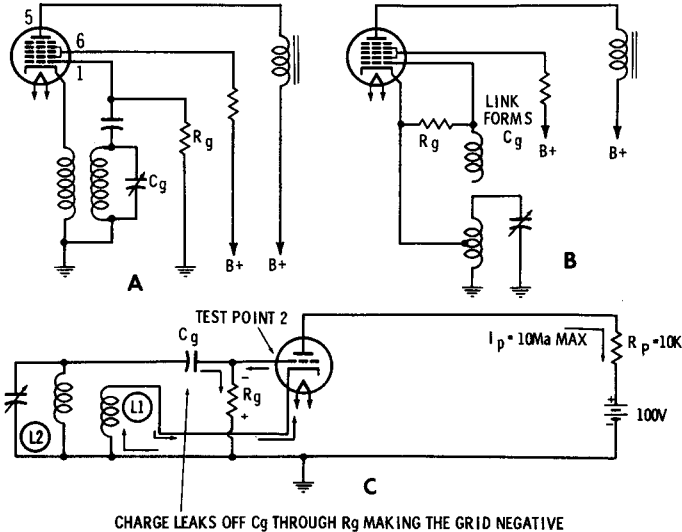 5
6
1
Rg
Cg
B+
B+
A
LINK
FORMS
Cg
Rg
B+
B+
B
TEST POINT 2
Cg
Rg
−
+
L1
L2
Ip = 10Ma MAX
Rp = 10K
+
−
100V
C
CHARGE LEAKS OFF Cg THROUGH Rg MAKING THE GRID NEGATIVE